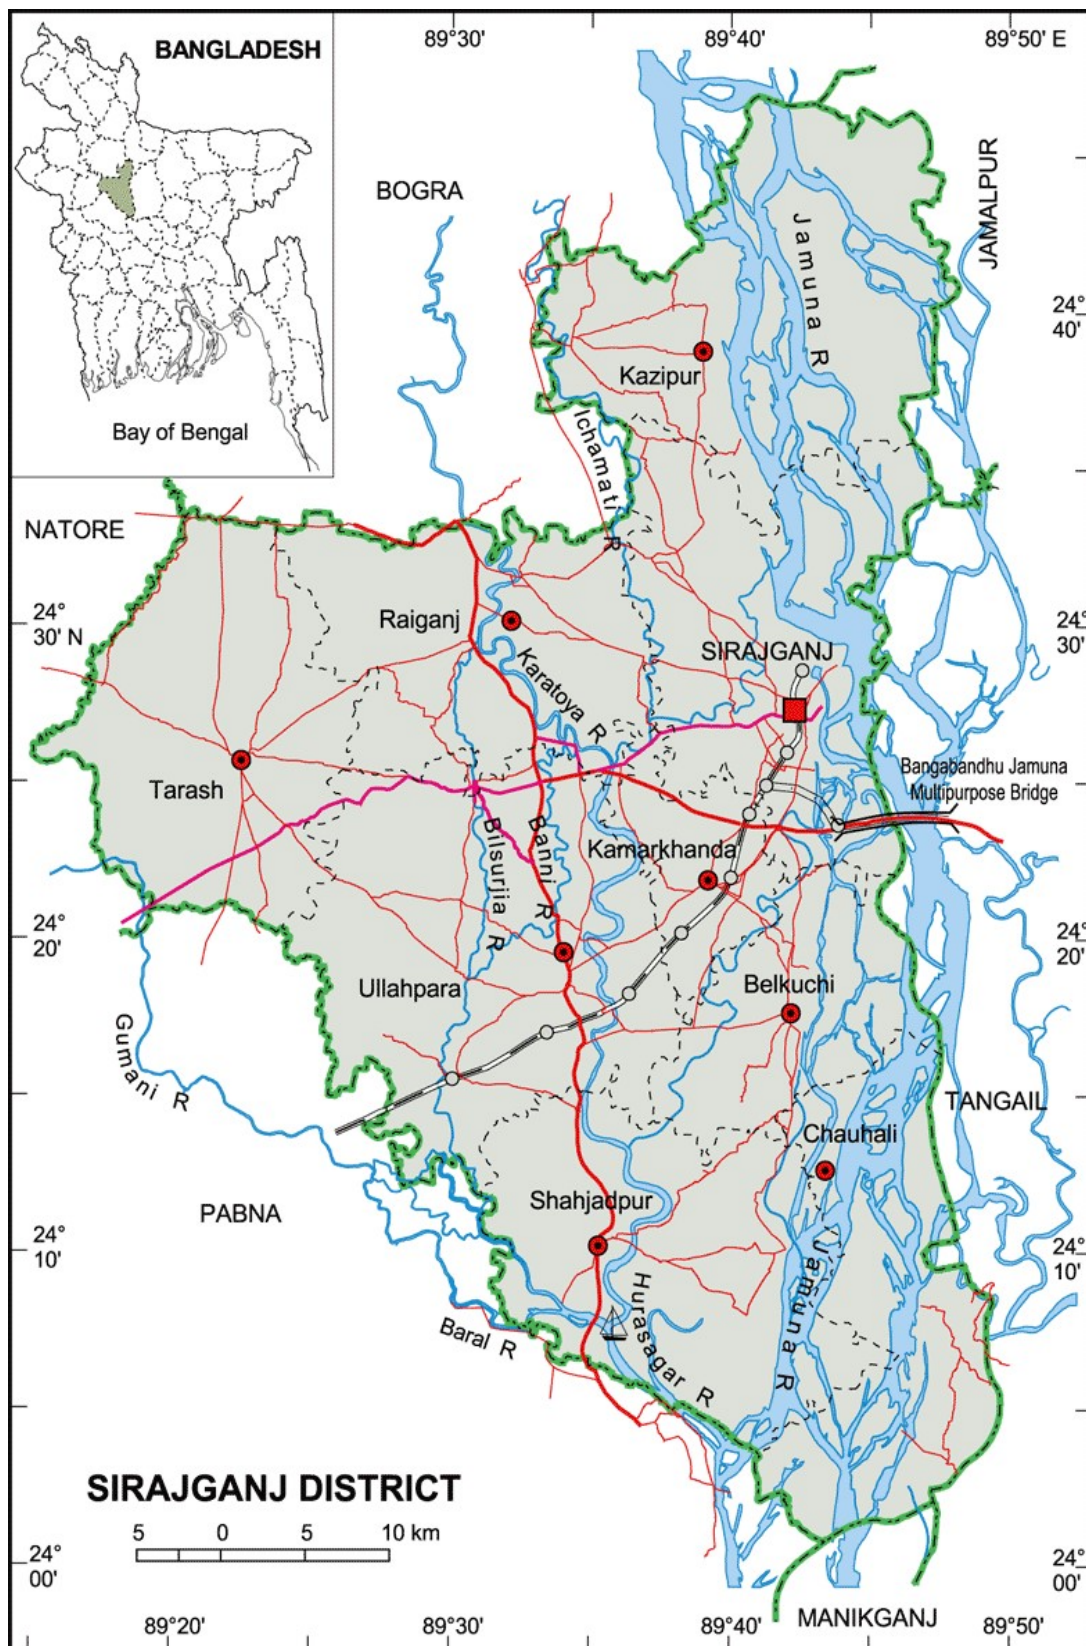 89°30'
89°40'
89°50' E
BANGLADESH
Bay of Bengal
BOGRA
JAMALPUR
Jamuna R
24°
40'
24°
40'
Kazipur
Ichamati R
NATORE
24°
30' N
24°
30'
Raiganj
SIRAJGANJ
Karatoya R
Tarash
Bangabandhu Jamuna
Multipurpose Bridge
Bilsurjia R
Banni R
Kamarkhanda
24°
20'
24°
20'
Ullahpara
Belkuchi
Gumani R
TANGAIL
Chauhali
PABNA
Shahjadpur
24°
10'
24°
10'
Jamuna R
Hurasagar R
Baral R
SIRAJGANJ DISTRICT
5 0 5 10 km
24°
00'
24°
00'
MANIKGANJ
89°20'
89°30'
89°40'
89°50'